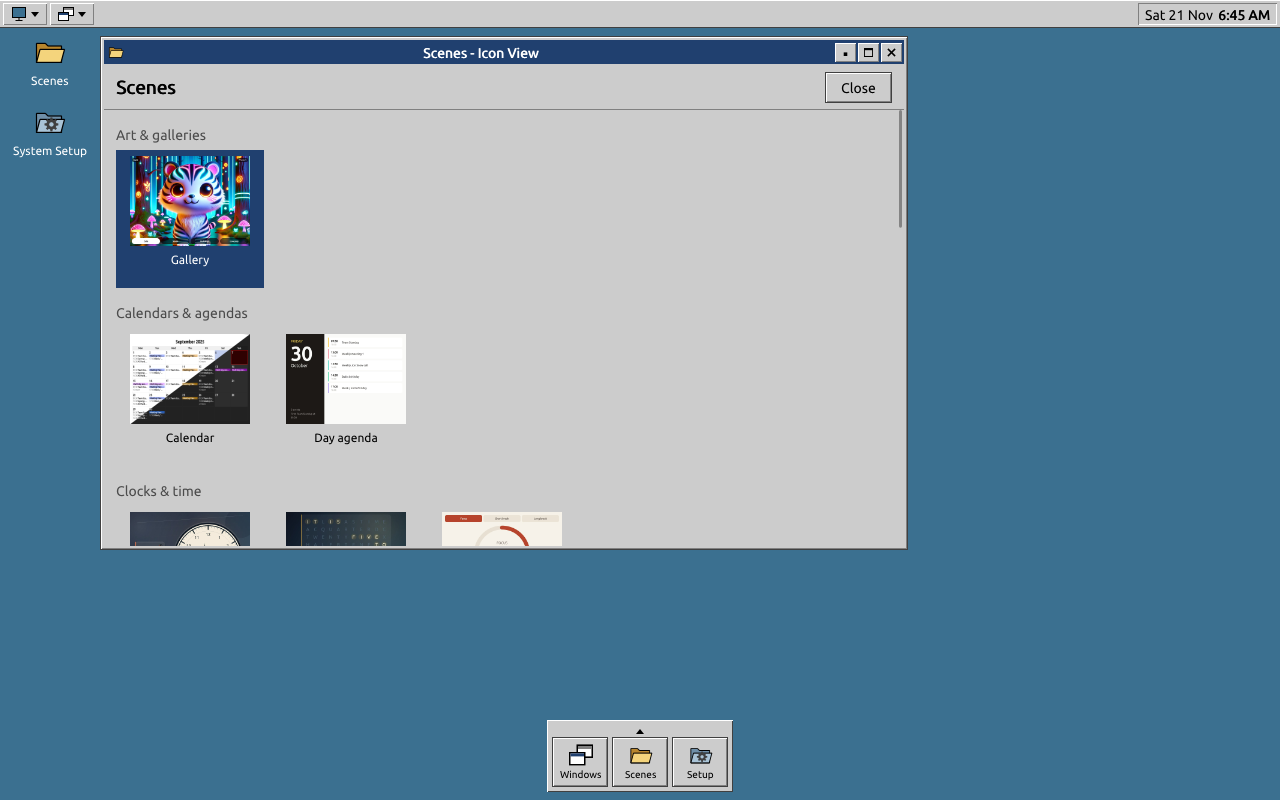 Sat 21 Nov 6:45 AM
Scenes
System Setup
Scenes - Icon View
Scenes
Close
Art & galleries
Gallery
Calendars & agendas
September 2025
30
October
Calendar
Day agenda
Clocks & time
IT IS
FIVE
TO
Windows
Scenes
Setup